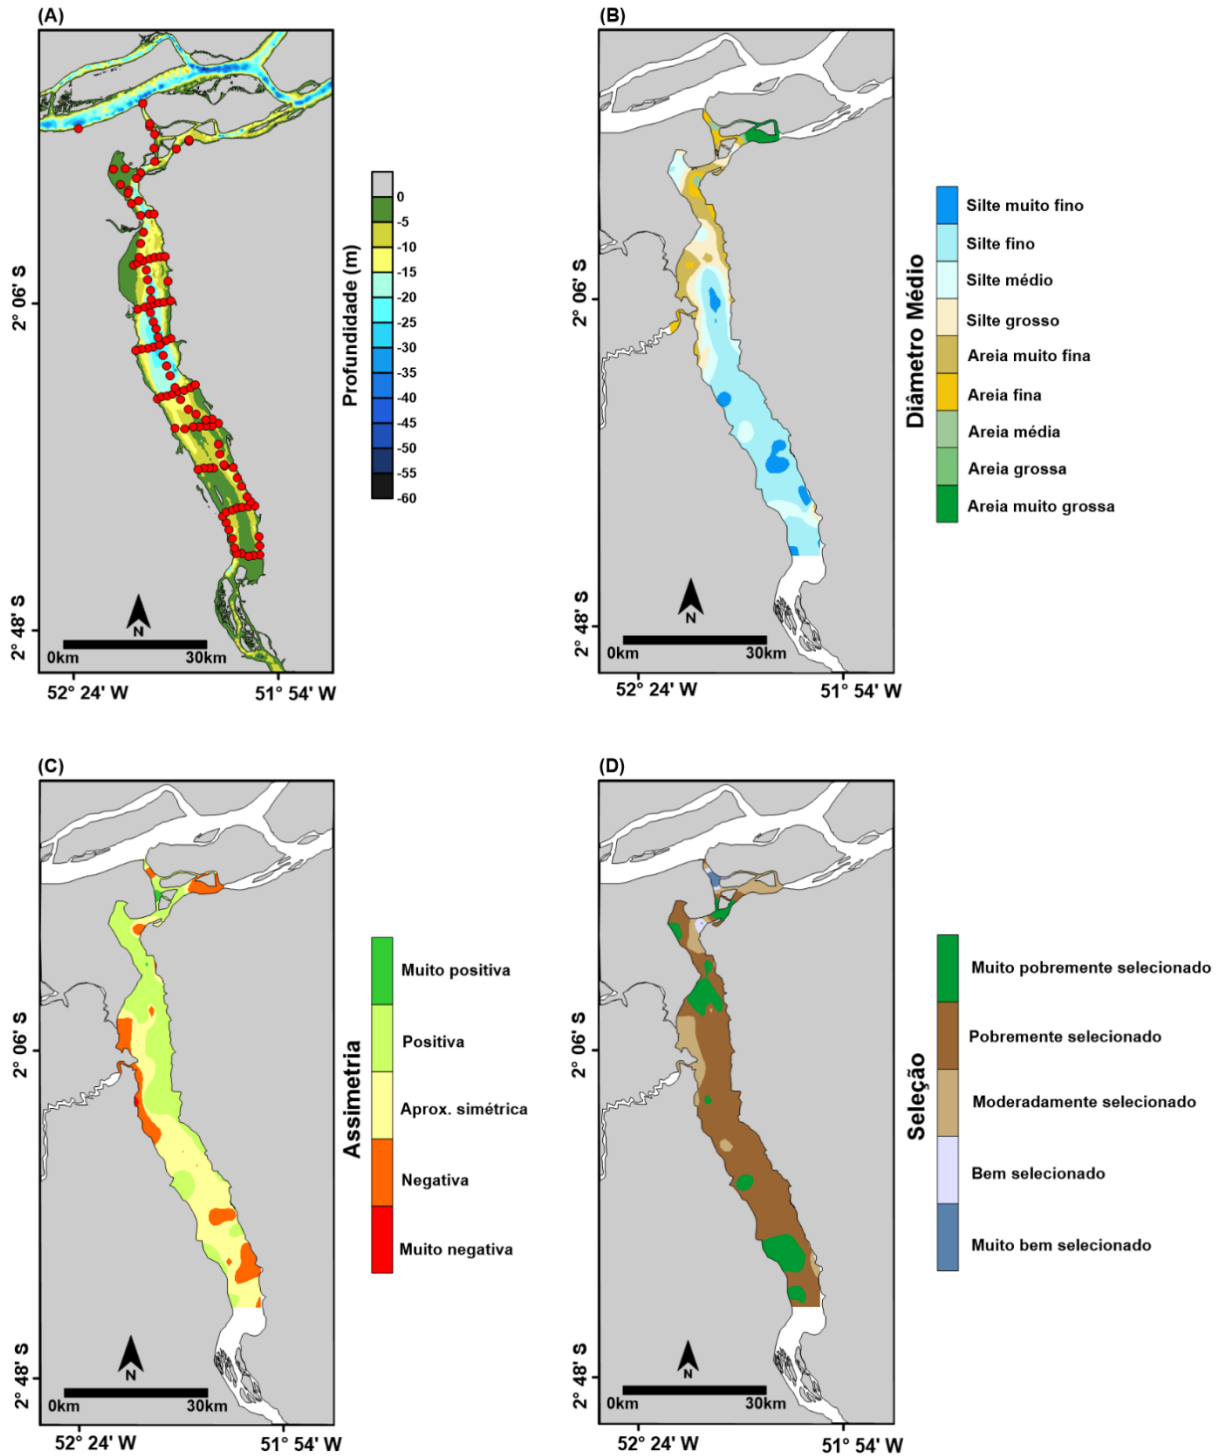 (A)
0
-5
-10
-15
-20
-25
-30
-35
-40
-45
-50
-55
-60
Profundidade (m)
2° 06' S
2° 48' S
N
0km 30km
52° 24' W 51° 54' W
(B)
Silte muito fino
Silte fino
Silte médio
Silte grosso
Areia muito fina
Areia fina
Areia média
Areia grossa
Areia muito grossa
Diâmetro Médio
2° 06' S
2° 48' S
N
0km 30km
52° 24' W 51° 54' W
(C)
Muito positiva
Positiva
Aprox. simétrica
Negativa
Muito negativa
Assimetria
2° 06' S
2° 48' S
N
0km 30km
52° 24' W 51° 54' W
(D)
Muito pobremente selecionado
Pobremente selecionado
Moderadamente selecionado
Bem selecionado
Muito bem selecionado
Seleção
2° 06' S
2° 48' S
N
0km 30km
52° 24' W 51° 54' W